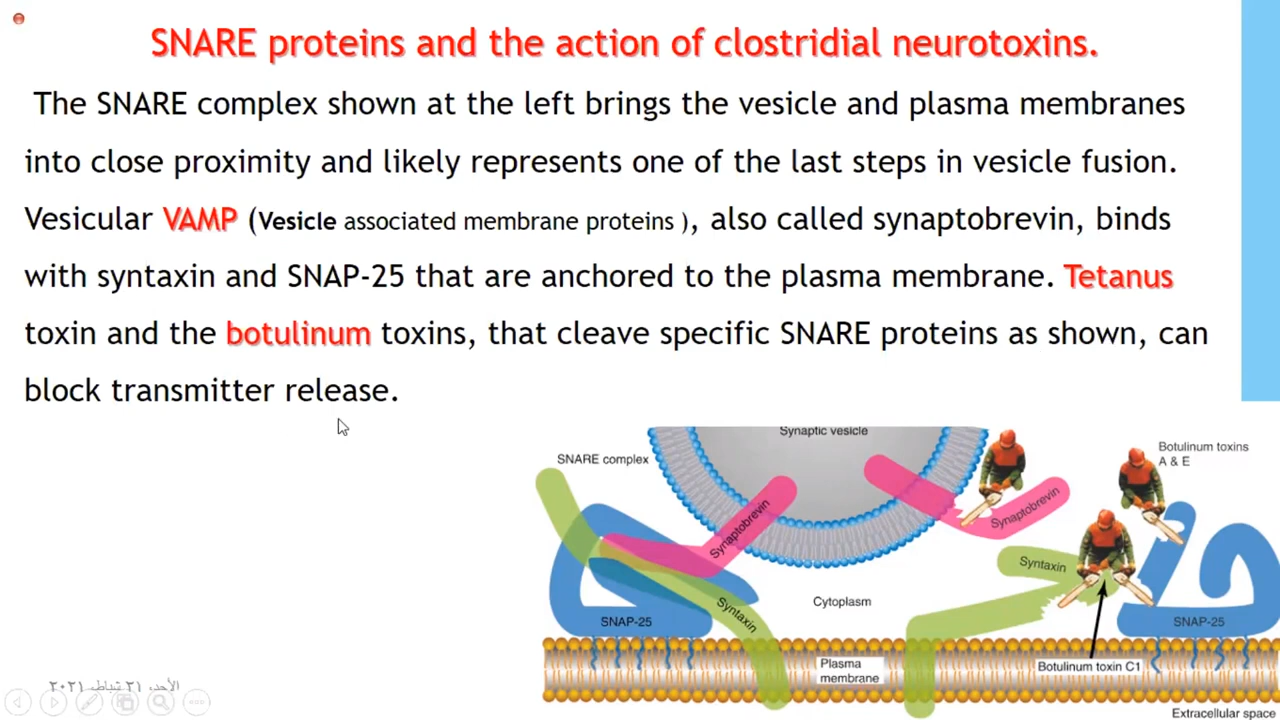 SNARE proteins and the action of clostridial neurotoxins.
The SNARE complex shown at the left brings the vesicle and plasma membranes
into close proximity and likely represents one of the last steps in vesicle fusion.
Vesicular VAMP (Vesicle associated membrane proteins ), also called synaptobrevin, binds
with syntaxin and SNAP-25 that are anchored to the plasma membrane. Tetanus
toxin and the botulinum toxins, that cleave specific SNARE proteins as shown, can
block transmitter release.
Synaptic vesicle
SNARE complex
Botulinum toxins
A & E
Synaptobrevin
Synaptobrevin
Syntaxin
Syntaxin
Cytoplasm
SNAP-25
SNAP-25
Plasma
membrane
Botulinum toxin C1
Extracellular space
الأحد، ٢١ شباط، ٢٠٢١